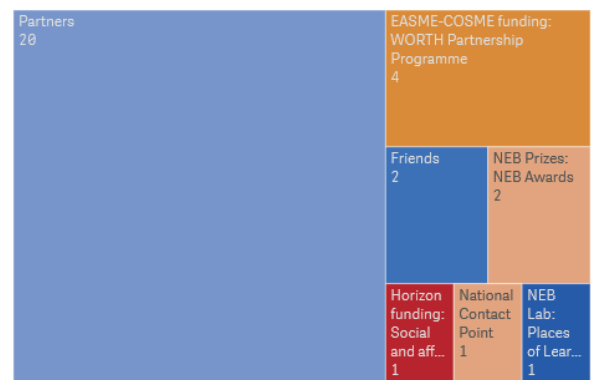 Partners
20
EASME-COSME funding:
WORTH Partnership
Programme
4
Friends
2
NEB Prizes:
NEB Awards
2
Horizon
funding:
Social
and aff...
1
National
Contact
Point
1
NEB
Lab:
Places
of Lear...
1